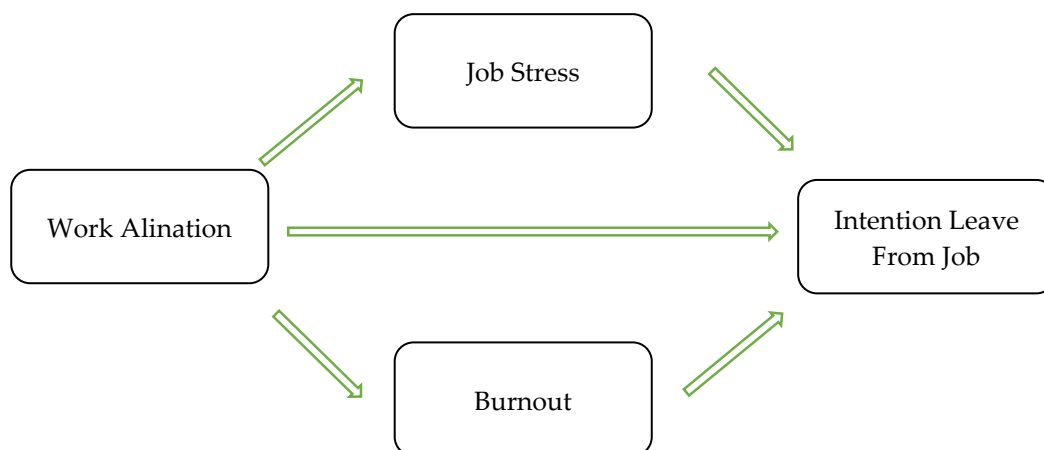 Job Stress
Work Alination
Intention Leave
From Job
Burnout